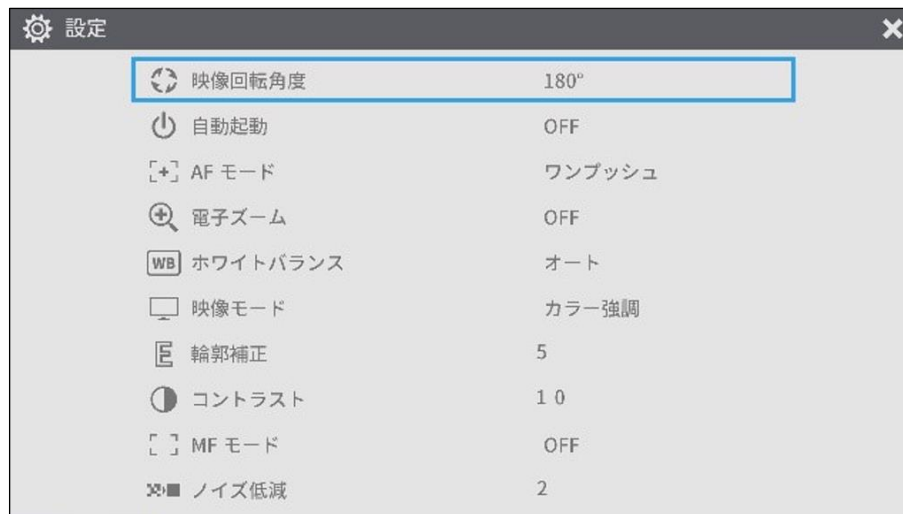 設定
映像回転角度 180°
自動起動 OFF
AF モード ワンプッシュ
電子ズーム OFF
WB ホワイトバランス オート
映像モード カラー強調
E 輪郭補正 5
コントラスト 10
MF モード OFF
ノイズ低減 2